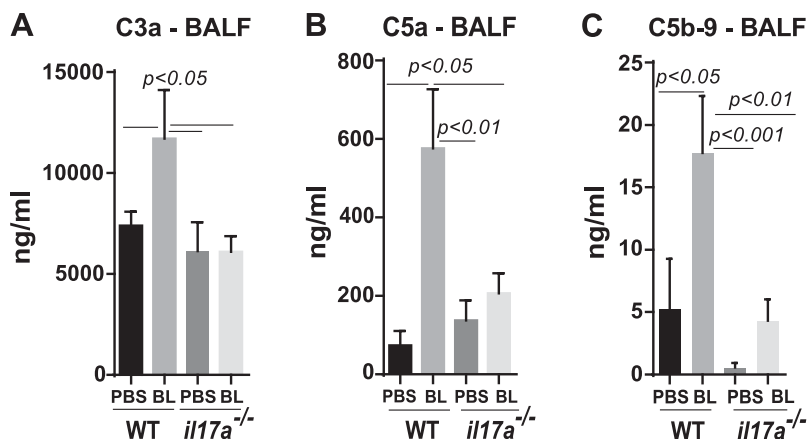 A C3a - BALF
15000
10000
5000
0
ng/ml
p<0.05
PBS BL PBS BL
WT il17a-/-
B C5a - BALF
800
600
400
200
0
ng/ml
p<0.05
p<0.01
PBS BL PBS BL
WT il17a-/-
C C5b-9 - BALF
25
20
15
10
5
0
ng/ml
p<0.05
p<0.01
p<0.001
PBS BL PBS BL
WT il17a-/-